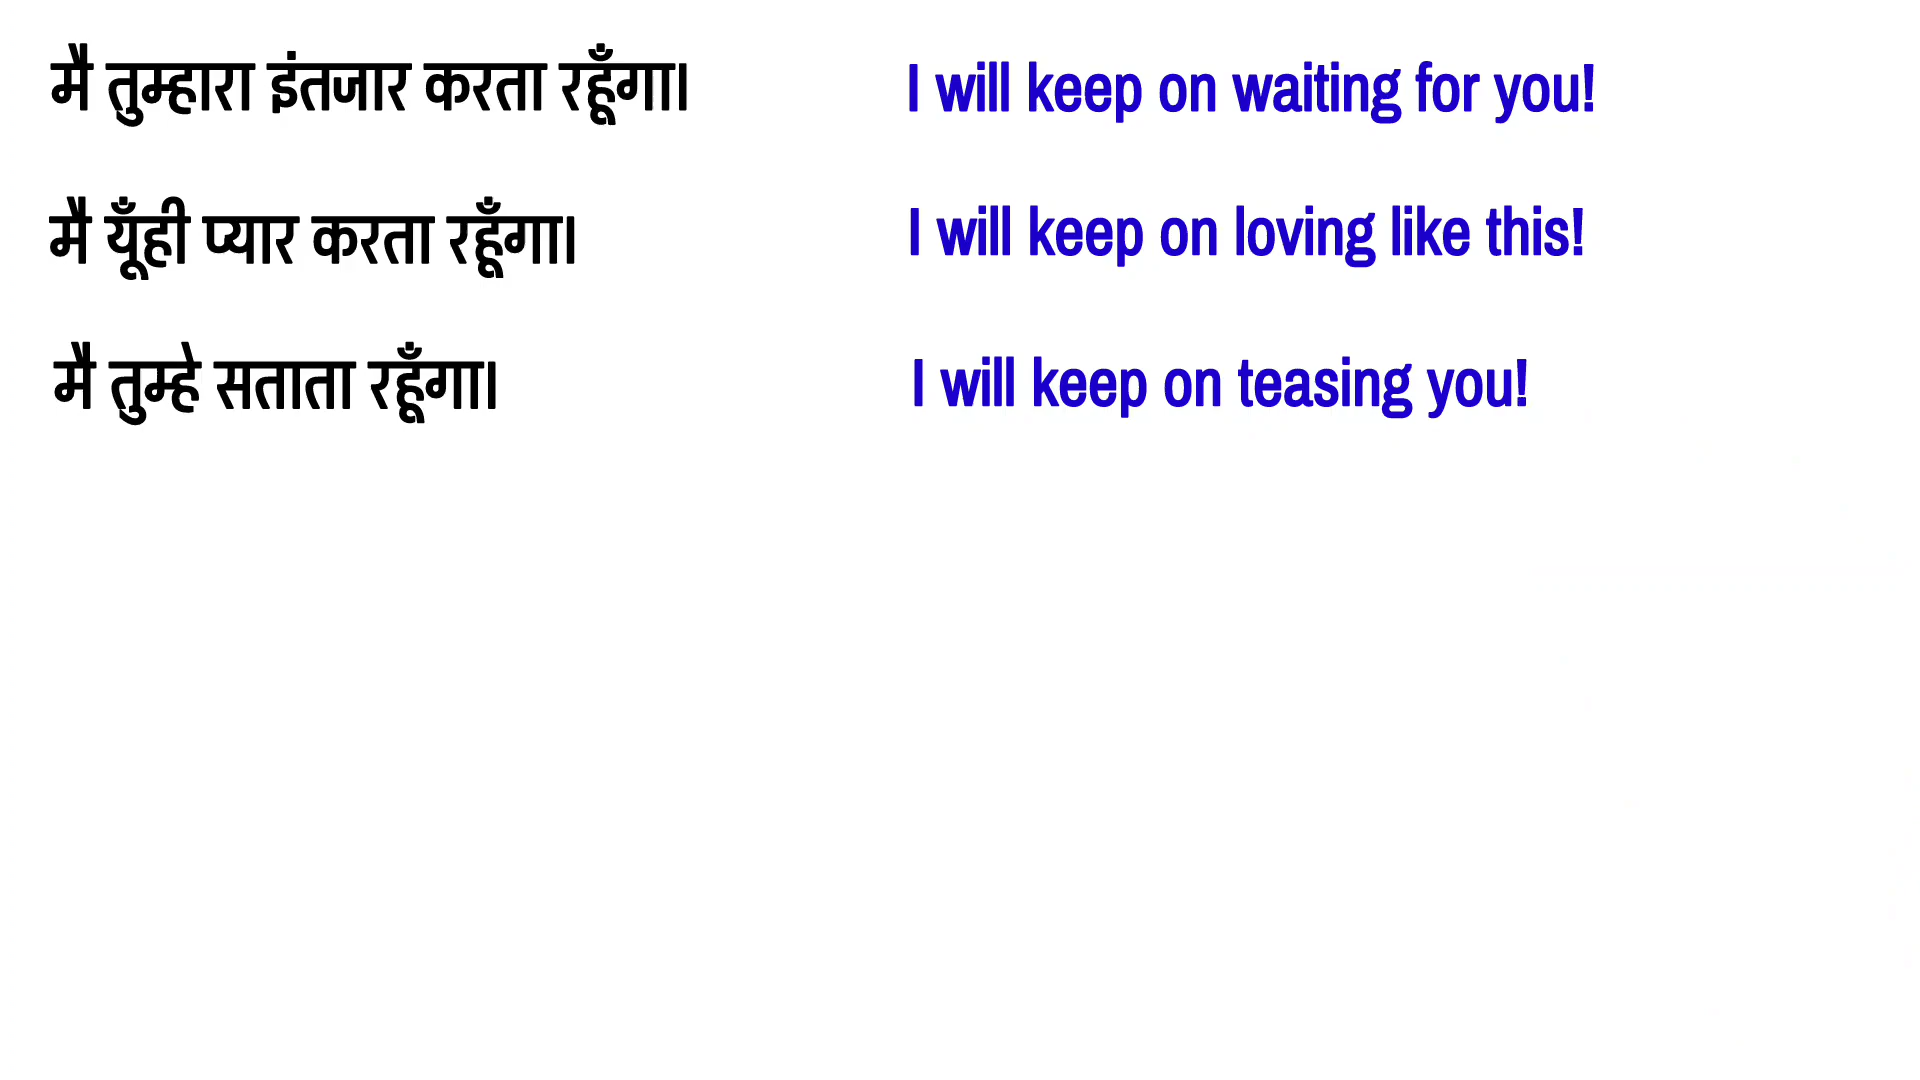 मै तुम्हारा इंतजार करता रहूँगा। I will keep on waiting for you!
मै यूँही प्यार करता रहूँगा। I will keep on loving like this!
मै तुम्हे सताता रहूँगा। I will keep on teasing you!